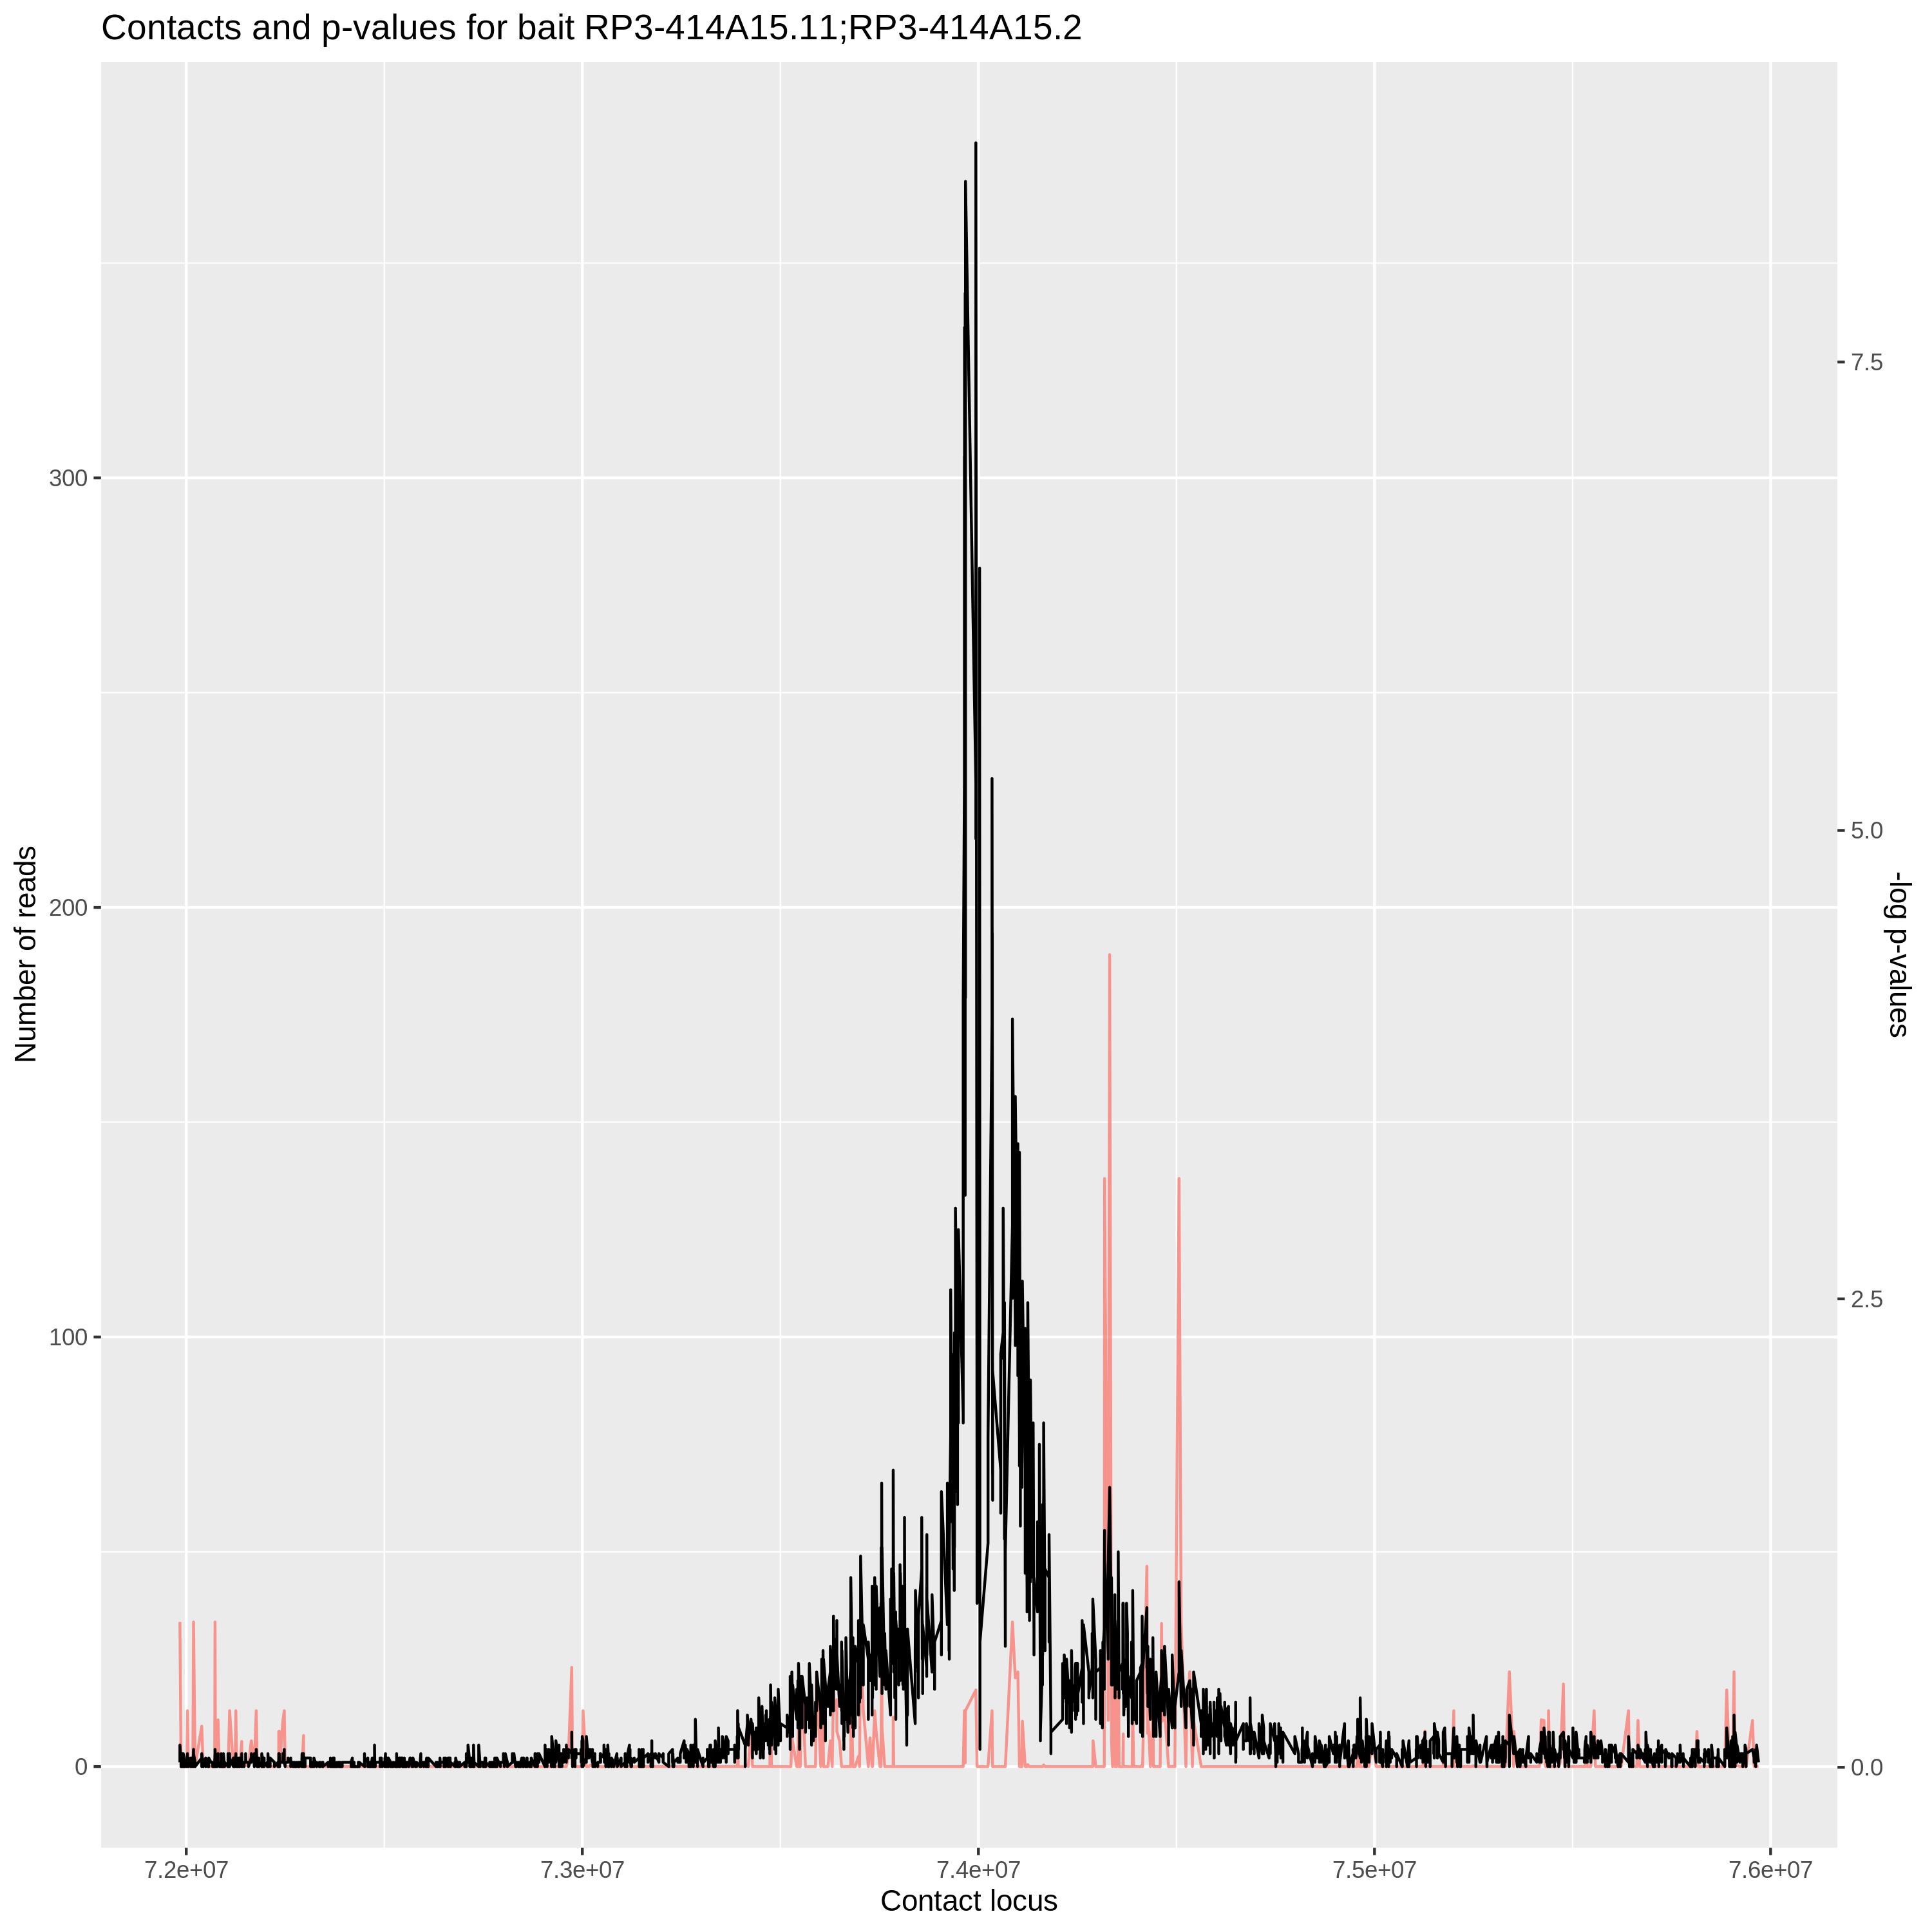 Contacts and p-values for bait RP3-414A15.11;RP3-414A15.2
Number of reads
300
200
100
0
7.5
5.0
2.5
0.0
-log p-values
7.2e+07 7.3e+07 7.4e+07 7.5e+07 7.6e+07
Contact locus